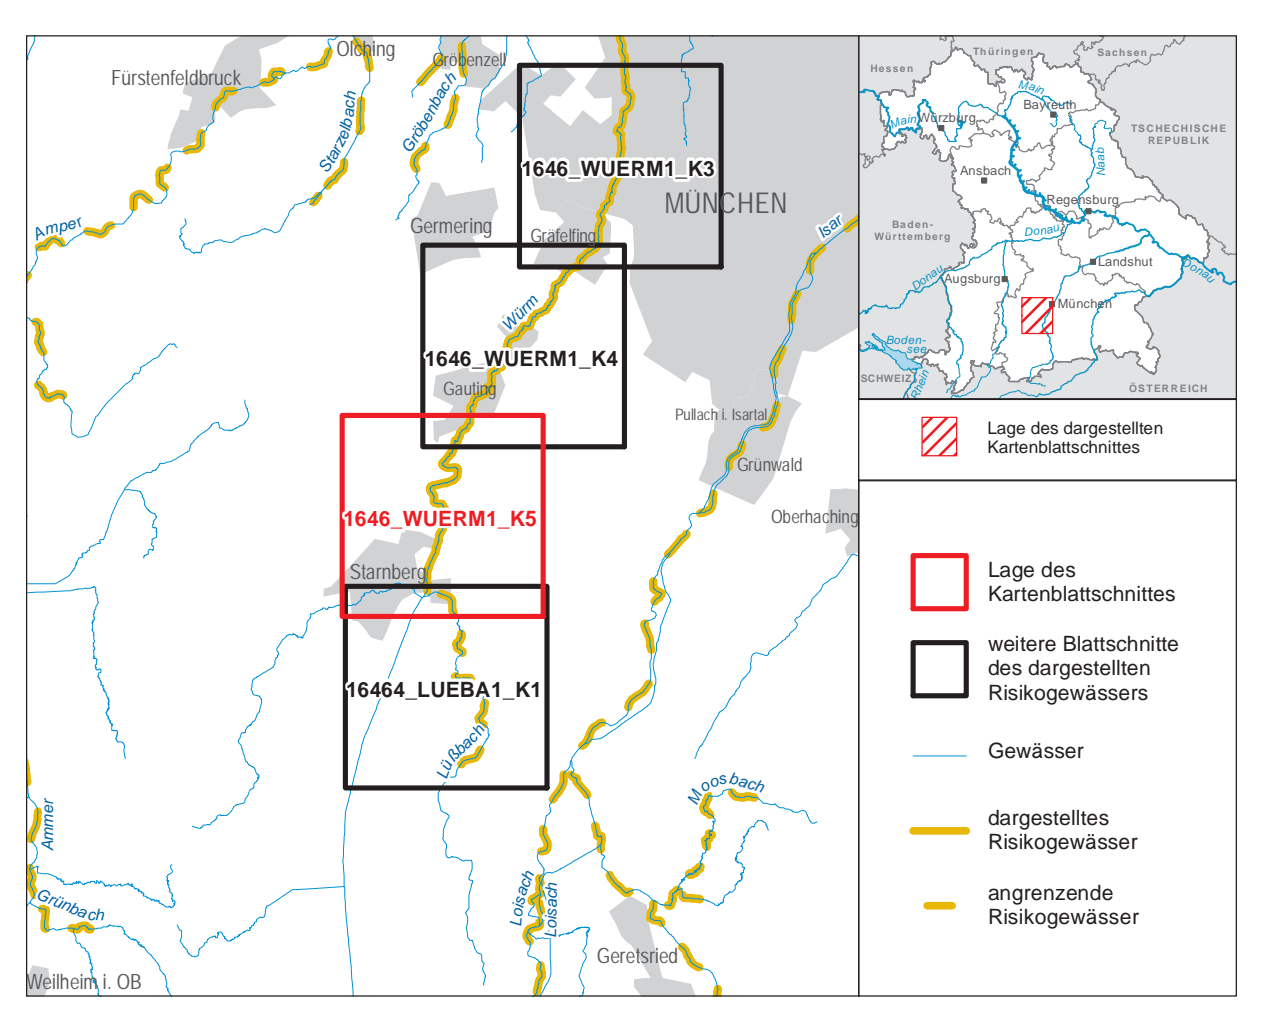 Olching
Gröbenzell
Fürstenfeldbruck
Starzelbach
Gröbenbach
1646_WUERM1_K3
MÜNCHEN
Amper
Germering
Gräfelfing
Isar
Würm
1646_WUERM1_K4
Gauting
Pullach i. Isartal
Grünwald
1646_WUERM1_K5
Oberhaching
Starnberg
16464_LUEBA1_K1
Lüßbach
Moosbach
Ammer
Grünbach
Loisach
Loisach
Geretsried
Weilheim i. OB
Thüringen
Sachsen
Hessen
Main
Bayreuth
Main
Würzburg
TSCHECHISCHE
REPUBLIK
Naab
Ansbach
Regensburg
Baden-
Württemberg
Donau
Landshut
Donau
Donau
Augsburg
München
Boden-
see
SCHWEIZ
Rhein
ÖSTERREICH
Lage des dargestellten
Kartenblattschnittes
Lage des
Kartenblattschnittes
weitere Blattschnitte
des dargestellten
Risikogewässers
Gewässer
dargestelltes
Risikogewässer
angrenzende
Risikogewässer